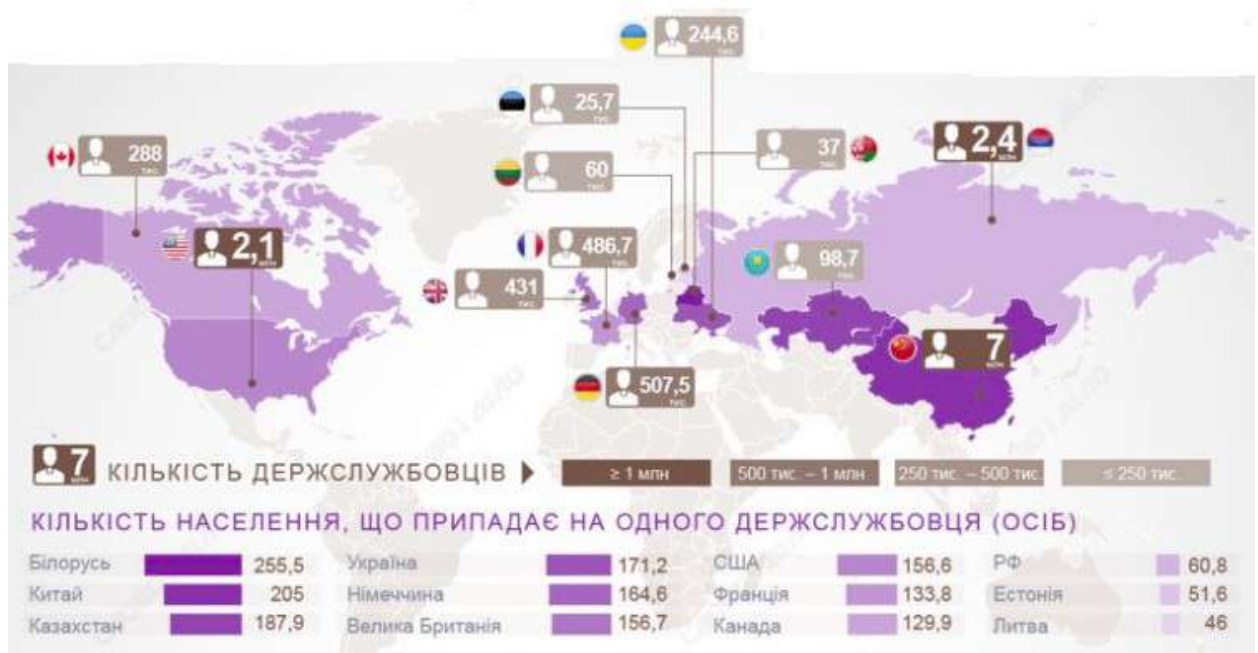 244,6
25,7
тис.
288
тис.
37
тис.
2,4
млн
60
тис.
2,1
млн
486,7
тис.
98,7
тис.
431
тис.
7
млн
507,5
тис.
7
млн
КІЛЬКІСТЬ ДЕРЖСЛУЖБОВЦІВ
≥ 1 млн
500 тис. – 1 млн
250 тис. – 500 тис.
≤ 250 тис.
КІЛЬКІСТЬ НАСЕЛЕННЯ, ЩО ПРИПАДАЄ НА ОДНОГО ДЕРЖСЛУЖБОВЦЯ (ОСІБ)
Білорусь 255,5
Китай 205
Казахстан 187,9
Україна 171,2
Німеччина 164,6
Велика Британія 156,7
США 156,6
Франція 133,8
Канада 129,9
РФ 60,8
Естонія 51,6
Литва 46